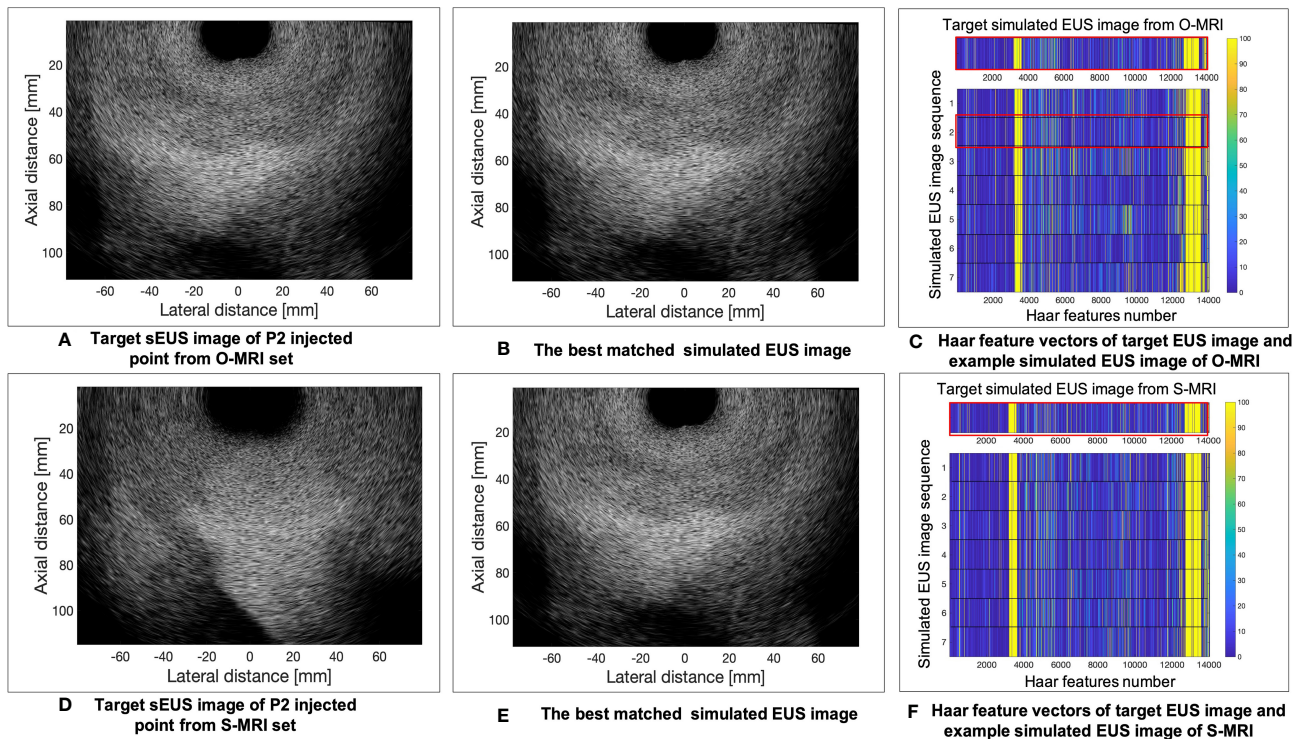 Axial distance [mm]
20
40
60
80
100
-60 -40 -20 0 20 40 60
Lateral distance [mm]
A Target sEUS image of P2 injected
point from O-MRI set
Axial distance [mm]
20
40
60
80
100
-60 -40 -20 0 20 40 60
Lateral distance [mm]
B The best matched simulated EUS image
Target simulated EUS image from O-MRI
2000 4000 6000 8000 10000 12000 14000
Simulated EUS image sequence
1
2
3
4
5
6
7
2000 4000 6000 8000 10000 12000 14000
Haar features number
100
90
80
70
60
50
40
30
20
10
0
C Haar feature vectors of target EUS image and
example simulated EUS image of O-MRI
Axial distance [mm]
20
40
60
80
100
-60 -40 -20 0 20 40 60
Lateral distance [mm]
D Target sEUS image of P2 injected
point from S-MRI set
Axial distance [mm]
20
40
60
80
100
-60 -40 -20 0 20 40 60
Lateral distance [mm]
E The best matched simulated EUS image
Target simulated EUS image from S-MRI
2000 4000 6000 8000 10000 12000 14000
Simulated EUS image sequence
1
2
3
4
5
6
7
2000 4000 6000 8000 10000 12000 14000
Haar features number
100
90
80
70
60
50
40
30
20
10
0
F Haar feature vectors of target EUS image and
example simulated EUS image of S-MRI